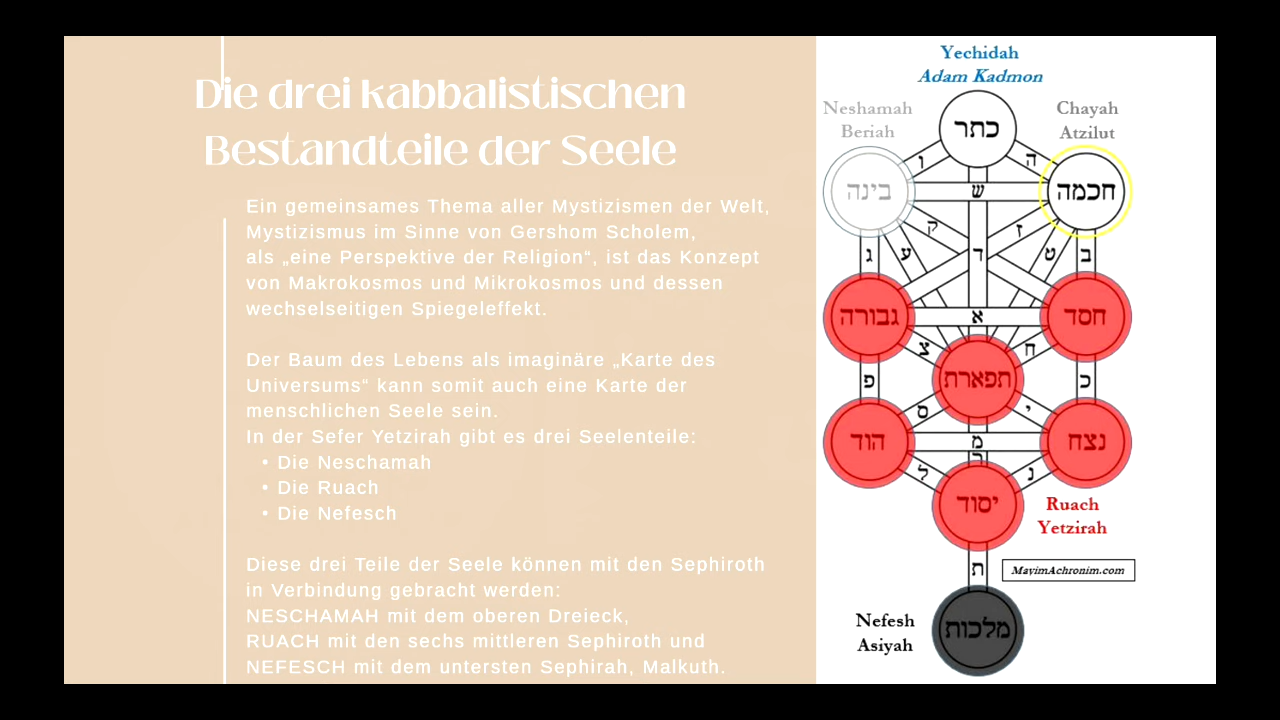 Die drei kabbalistischen
Bestandteile der Seele
Ein gemeinsames Thema aller Mystizismen der Welt,
Mystizismus im Sinne von Gershom Scholem,
als „eine Perspektive der Religion“, ist das Konzept
von Makrokosmos und Mikrokosmos und dessen
wechselseitigen Spiegeleffekt.
Der Baum des Lebens als imaginäre „Karte des
Universums“ kann somit auch eine Karte der
menschlichen Seele sein.
In der Sefer Yetzirah gibt es drei Seelenteile:
• Die Neschamah
• Die Ruach
• Die Nefesch
Diese drei Teile der Seele können mit den Sephiroth
in Verbindung gebracht werden:
NESCHAMAH mit dem oberen Dreieck,
RUACH mit den sechs mittleren Sephiroth und
NEFESCH mit dem untersten Sephirah, Malkuth.
Yechidah
Adam Kadmon
Neshamah
Beriah
Chayah
Atzilut
כתר
ו
ה
בינה
ש
חכמה
ק
ז
ג
ע
ד
ט
ב
גבורה
א
חסד
צ
ח
פ
תפארת
כ
ס
י
הוד
מ
נצח
ר
ל
נ
יסוד
Ruach
Yetzirah
ת
MayimAchronim.com
Nefesh
Asiyah
מלכות